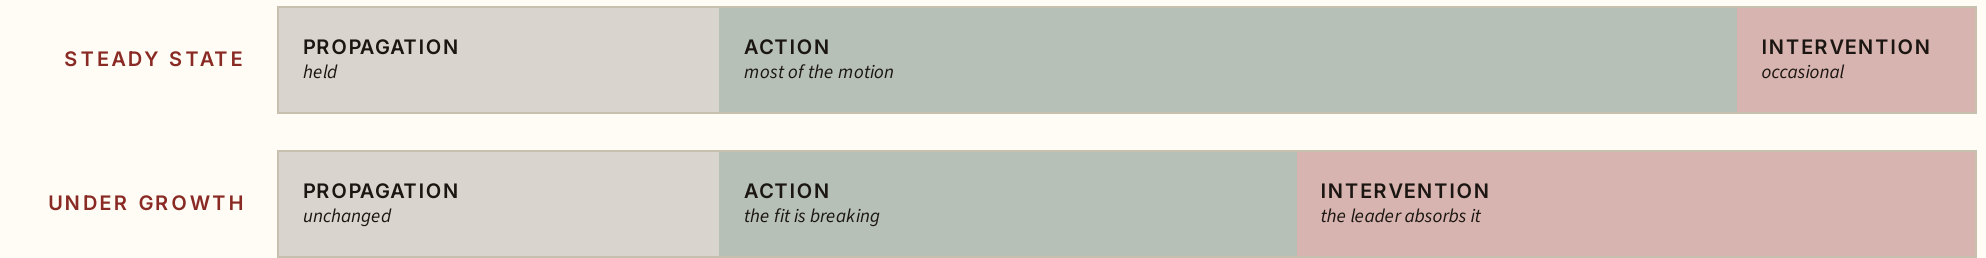 STEADY STATE
PROPAGATION
held
ACTION
most of the motion
INTERVENTION
occasional
UNDER GROWTH
PROPAGATION
unchanged
ACTION
the fit is breaking
INTERVENTION
the leader absorbs it